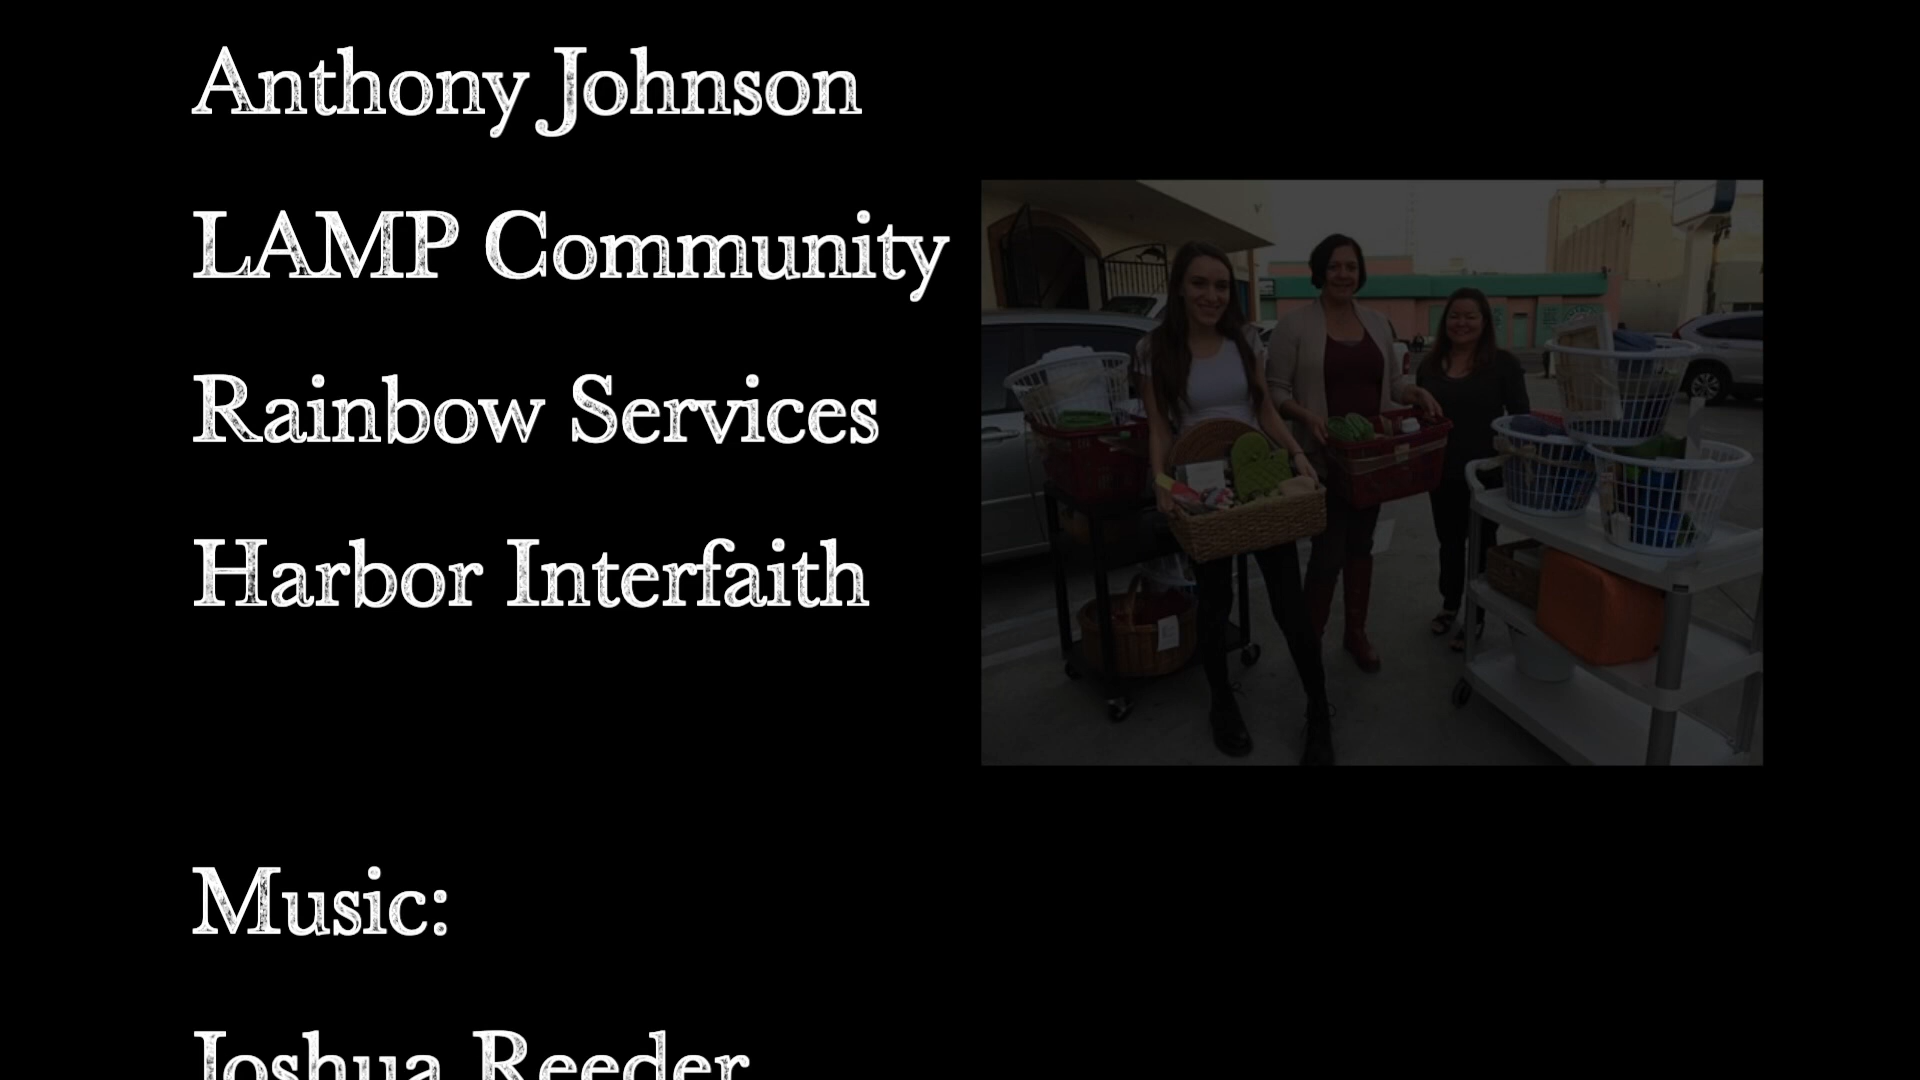 Anthony Johnson
LAMP Community
Rainbow Services
Harbor Interfaith
Music:
Joshua Reeder